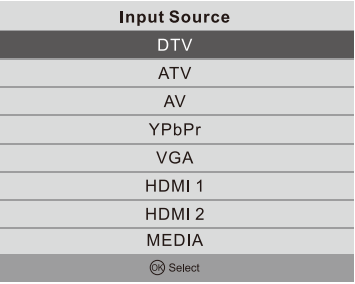 Input Source
DTV
ATV
AV
YPbPr
VGA
HDMI 1
HDMI 2
MEDIA
OK Select